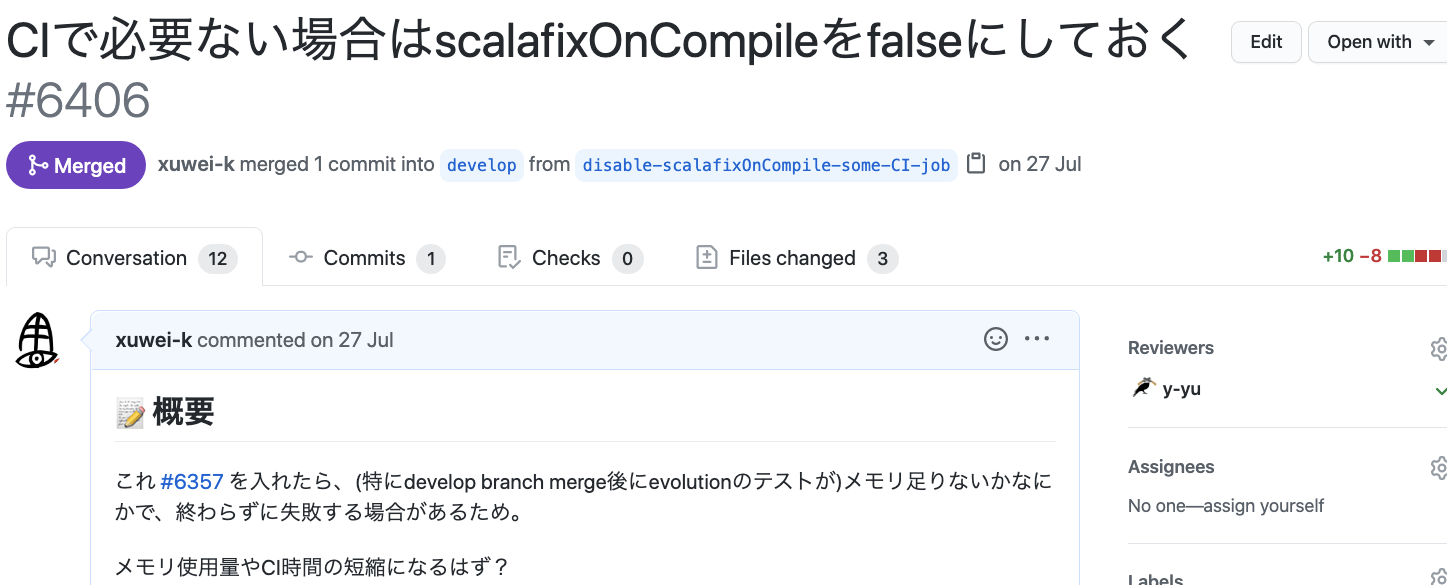 CIで必要ない場合はscalafixOnCompileをfalseにしておく
#6406
Edit
Open with
Merged
xuwei-k merged 1 commit into develop from disable-scalafixOnCompile-some-CI-job on 27 Jul
Conversation 12
Commits 1
Checks 0
Files changed 3
+10 −8
xuwei-k commented on 27 Jul
📝 概要
これ #6357 を入れたら、(特にdevelop branch merge後にevolutionのテストが)メモリ足りないかなに
かで、終わらずに失敗する場合があるため。
メモリ使用量やCI時間の短縮になるはず？
Reviewers
y-yu
Assignees
No one—assign yourself
Labels